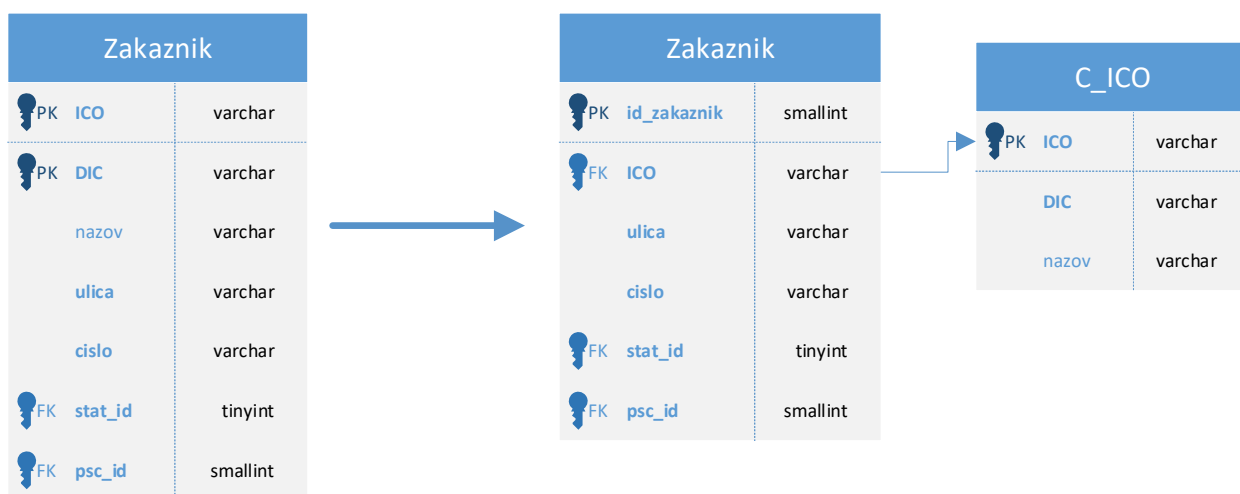 Zakaznik
PK ICO varchar
PK DIC varchar
nazov varchar
ulica varchar
cislo varchar
FK stat_id tinyint
FK psc_id smallint
Zakaznik
PK id_zakaznik smallint
FK ICO varchar
ulica varchar
cislo varchar
FK stat_id tinyint
FK psc_id smallint
C_ICO
PK ICO varchar
DIC varchar
nazov varchar